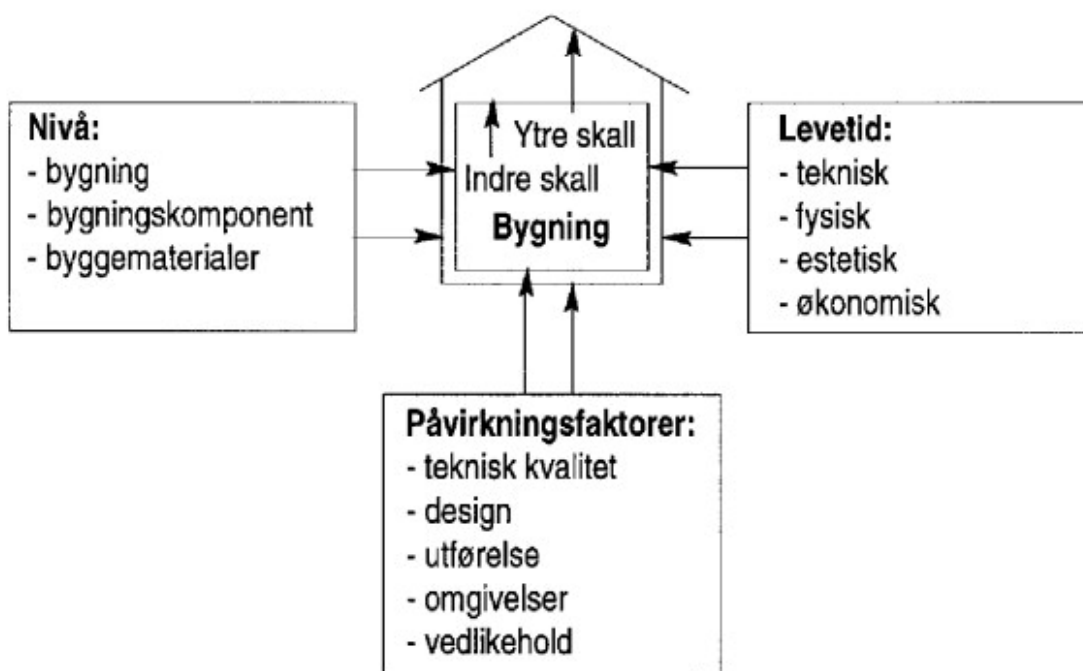 Nivå:
- bygning
- bygningskomponent
- byggematerialer
Ytre skall
Indre skall
Bygning
Levetid:
- teknisk
- fysisk
- estetisk
- økonomisk
Påvirkningsfaktorer:
- teknisk kvalitet
- design
- utførelse
- omgivelser
- vedlikehold